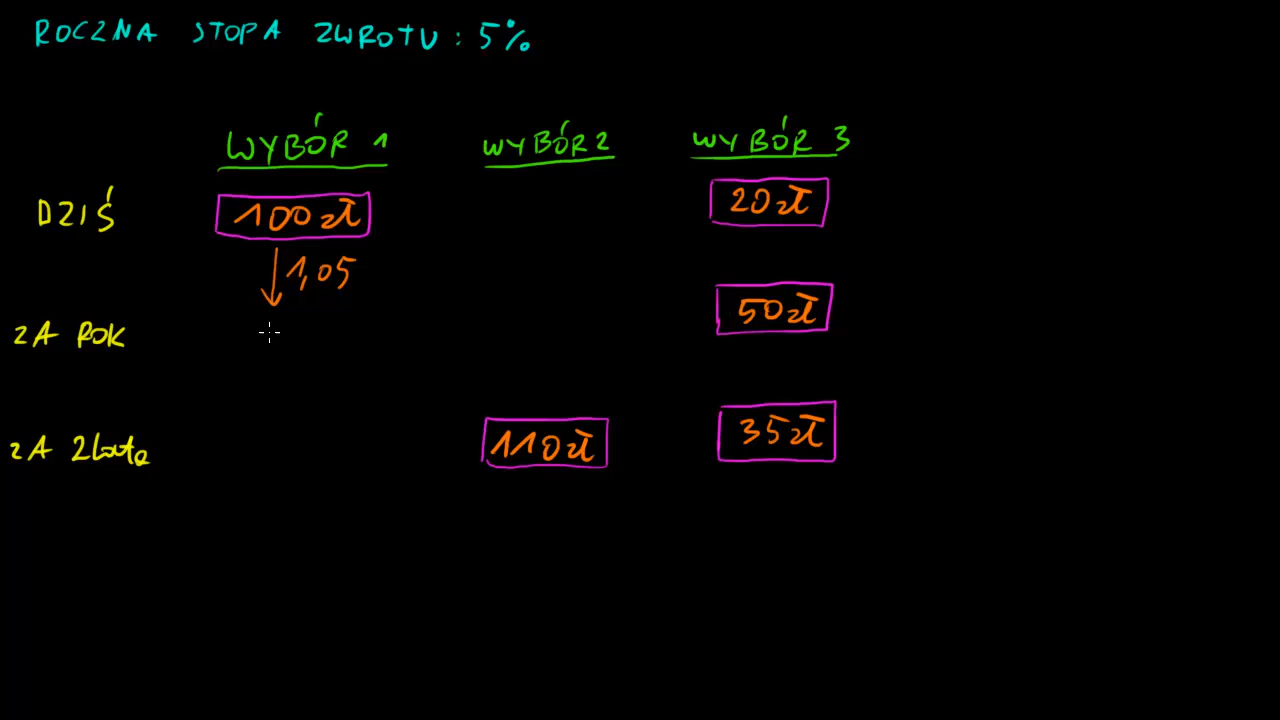 ROCZNA STOPA ZWROTU: 5%
WYBÓR 1 WYBÓR 2 WYBÓR 3
DZIŚ 100 zł 20 zł
1,05
ZA ROK 50 zł
ZA 2 lata 110 zł 35 zł